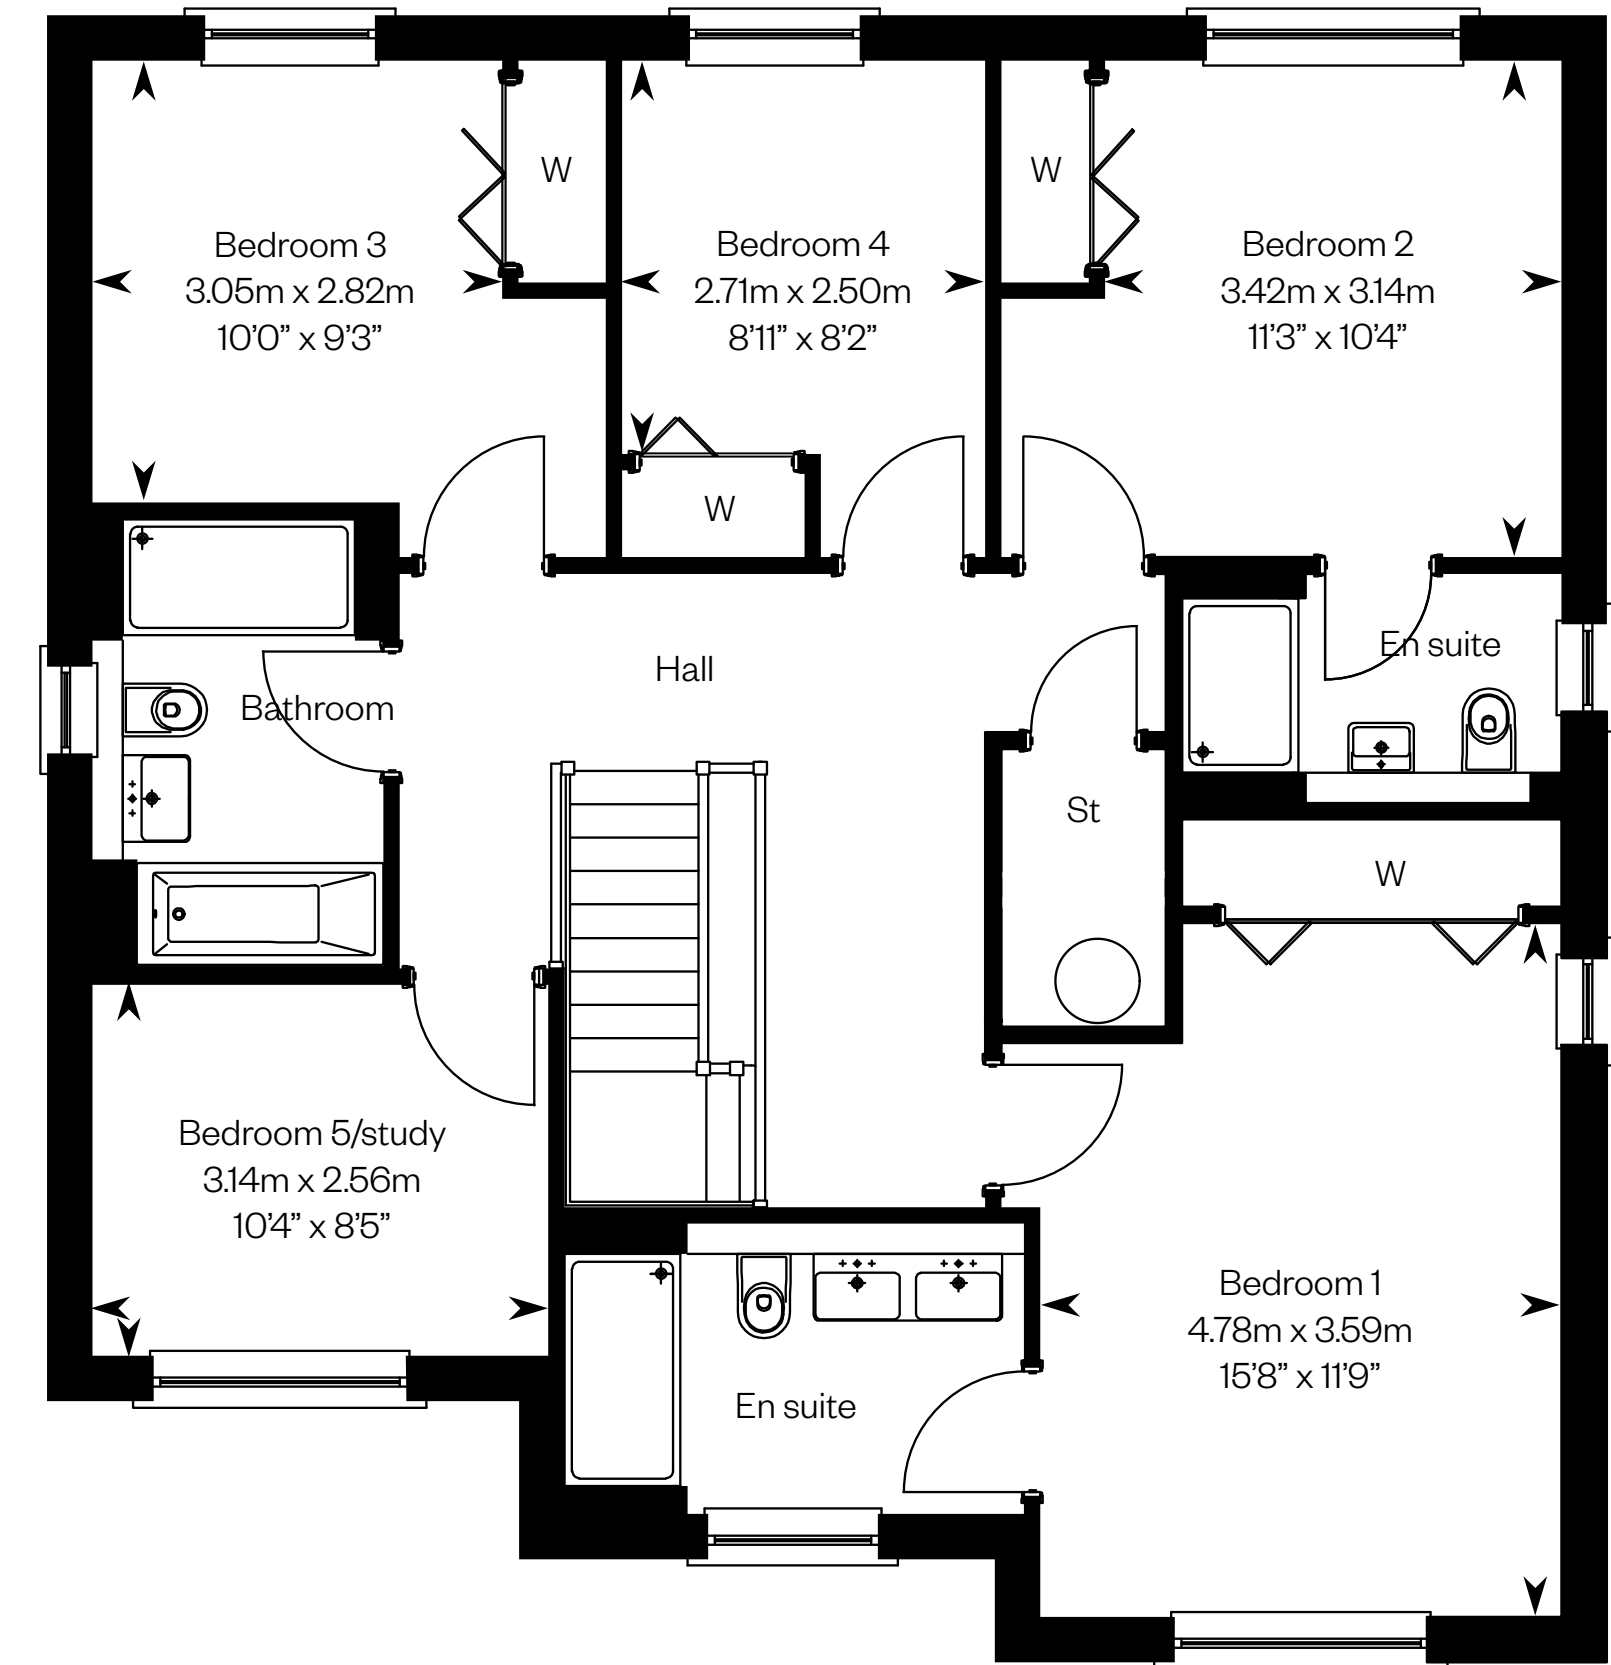 W
W
Bedroom 3
3.05m x 2.82m
10'0” x 9'3”
Bedroom 4
2.71m x 2.50m
8'11” x 8'2”
Bedroom 2
3.42m x 3.14m
11'3” x 10'4”
W
En suite
Hall
Bathroom
St
W
Bedroom 5/study
3.14m x 2.56m
10'4” x 8'5”
Bedroom 1
4.78m x 3.59m
15'8” x 11'9”
En suite